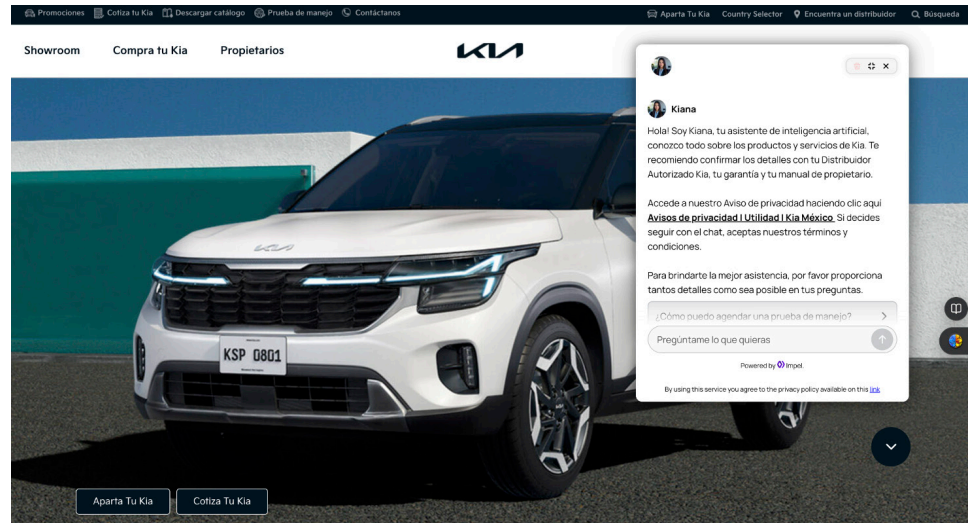 Promociones
Cotiza tu Kia
Descargar catálogo
Prueba de manejo
Contáctanos
Aparta Tu Kia
Country Selector
Encuentra un distribuidor
Búsqueda
Showroom
Compra tu Kia
Propietarios
KIA
Kiana
Hola! Soy Kiana, tu asistente de inteligencia artificial,
conozco todo sobre los productos y servicios de Kia. Te
recomiendo confirmar los detalles con tu Distribuidor
Autorizado Kia, tu garantía y tu manual de propietario.
Accede a nuestro Aviso de privacidad haciendo clic aquí
Avisos de privacidad | Utilidad | Kia México Si decides
seguir con el chat, aceptas nuestros términos y
condiciones.
Para brindarte la mejor asistencia, por favor proporciona
tantos detalles como sea posible en tus preguntas.
¿Cómo puedo agendar una prueba de manejo?
Pregúntame lo que quieras
Powered by Impel.
By using this service you agree to the privacy policy available on this link
KIA
KSP 0801
Aparta Tu Kia
Cotiza Tu Kia